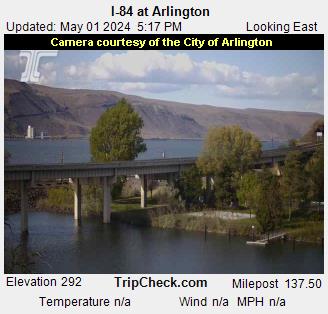 I-84 at Arlington
Updated: May 01 2024 5:17 PM Looking East
Camera courtesy of the City of Arlington
Elevation 292 TripCheck.com Milepost 137.50
Temperature n/a Wind n/a MPH n/a